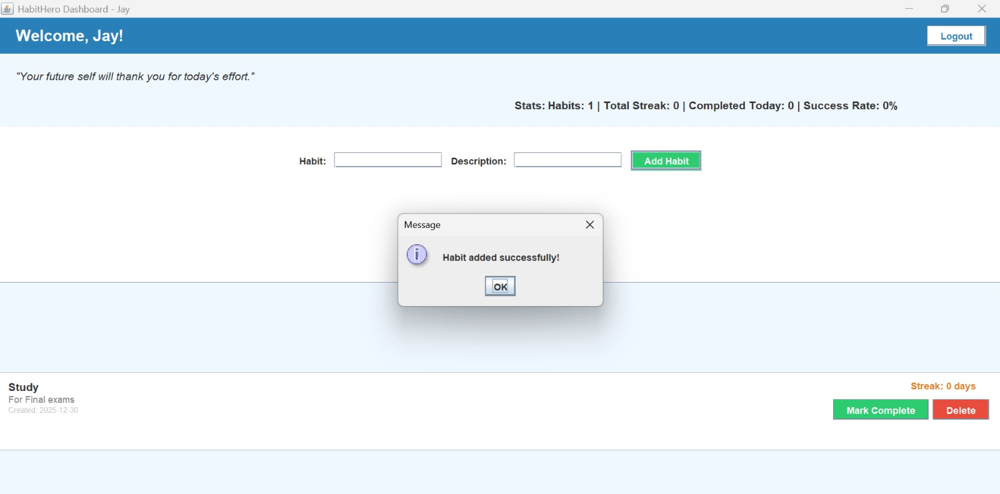 HabitHero Dashboard - Jay
Welcome, Jay!
Logout
"Your future self will thank you for today's effort."
Stats: Habits: 1 | Total Streak: 0 | Completed Today: 0 | Success Rate: 0%
Habit:
Description:
Add Habit
Message
Habit added successfully!
OK
Study
For Final exams
Created: 2025-12-30
Streak: 0 days
Mark Complete
Delete